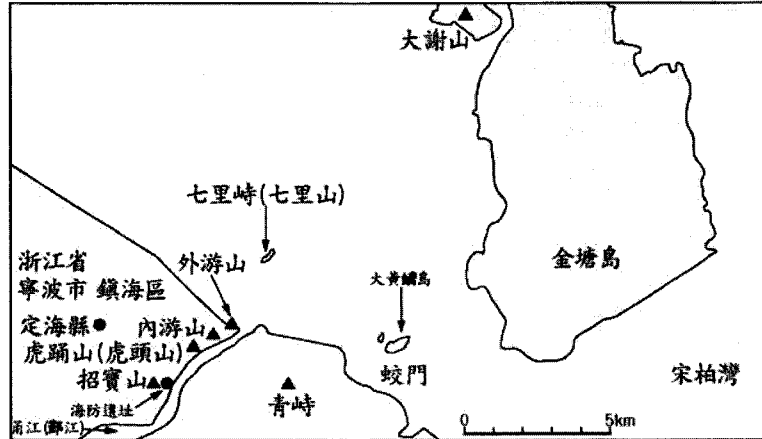 大謝山
七里峙(七里山)
浙江省
外游山
金塘島
寧波市 鎮海區
大黃蟒島
定海縣
內游山
虎踊山(虎頭山)
招寶山
蛟門
宋柏灣
青峙
海防遺址
甬江(鄞江)
0 5km